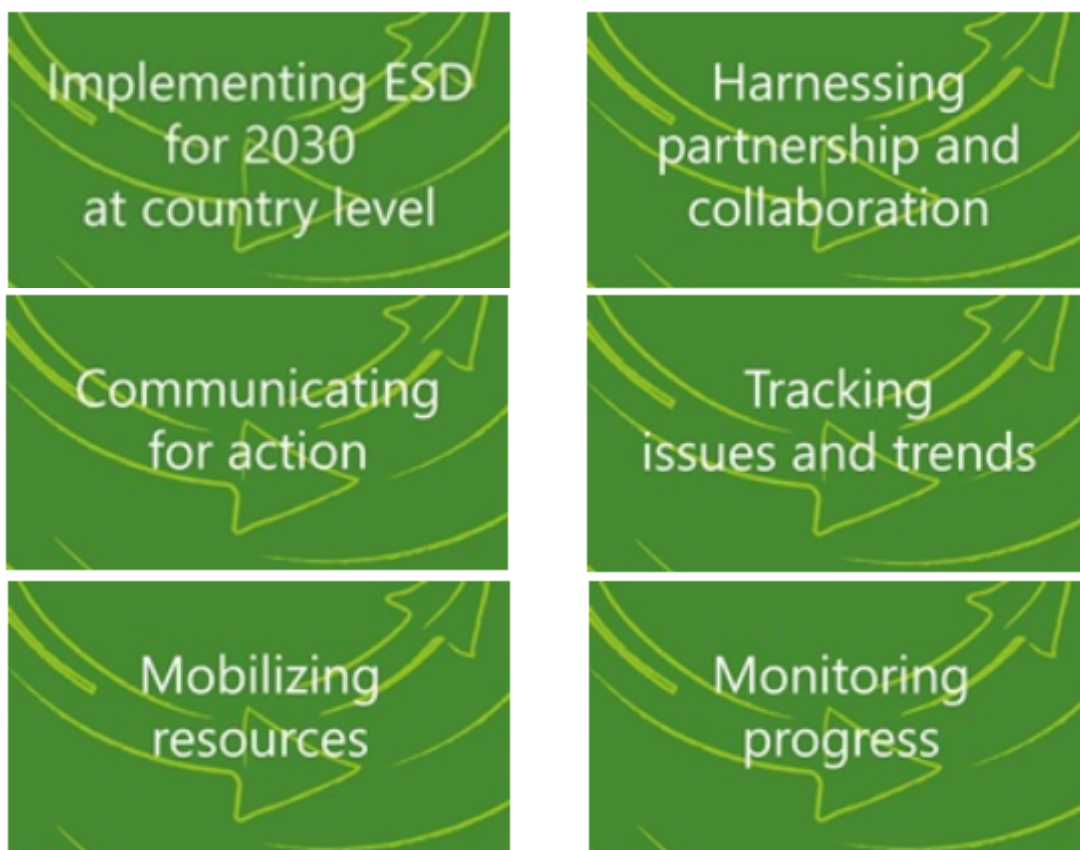 Implementing ESD
for 2030
at country level
Harnessing
partnership and
collaboration
Communicating
for action
Tracking
issues and trends
Mobilizing
resources
Monitoring
progress